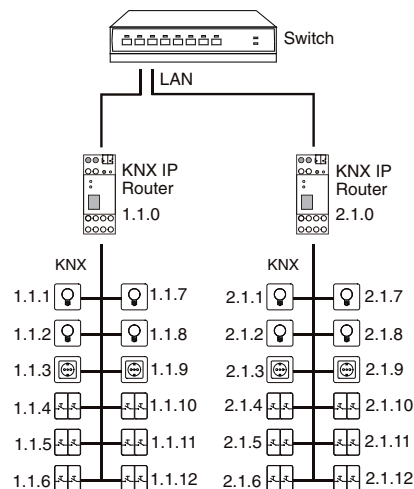 Switch
LAN
KNX IP
Router
1.1.0
KNX IP
Router
2.1.0
KNX
KNX
1.1.1 1.1.7
2.1.1 2.1.7
1.1.2 1.1.8
2.1.2 2.1.8
1.1.3 1.1.9
2.1.3 2.1.9
1.1.4 1.1.10
2.1.4 2.1.10
1.1.5 1.1.11
2.1.5 2.1.11
1.1.6 1.1.12
2.1.6 2.1.12